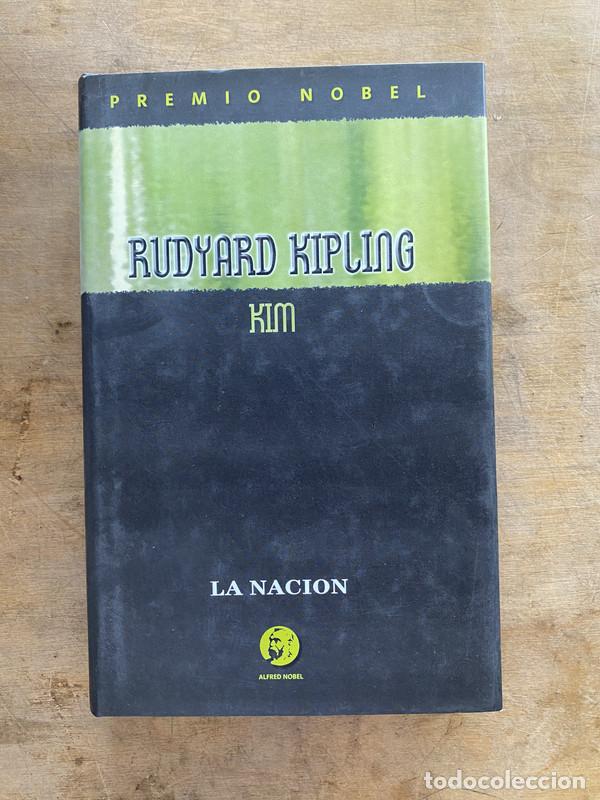 PREMIO NOBEL
RUDYARD KIPLING
KIM
LA NACION
ALFRED NOBEL
todocoleccion